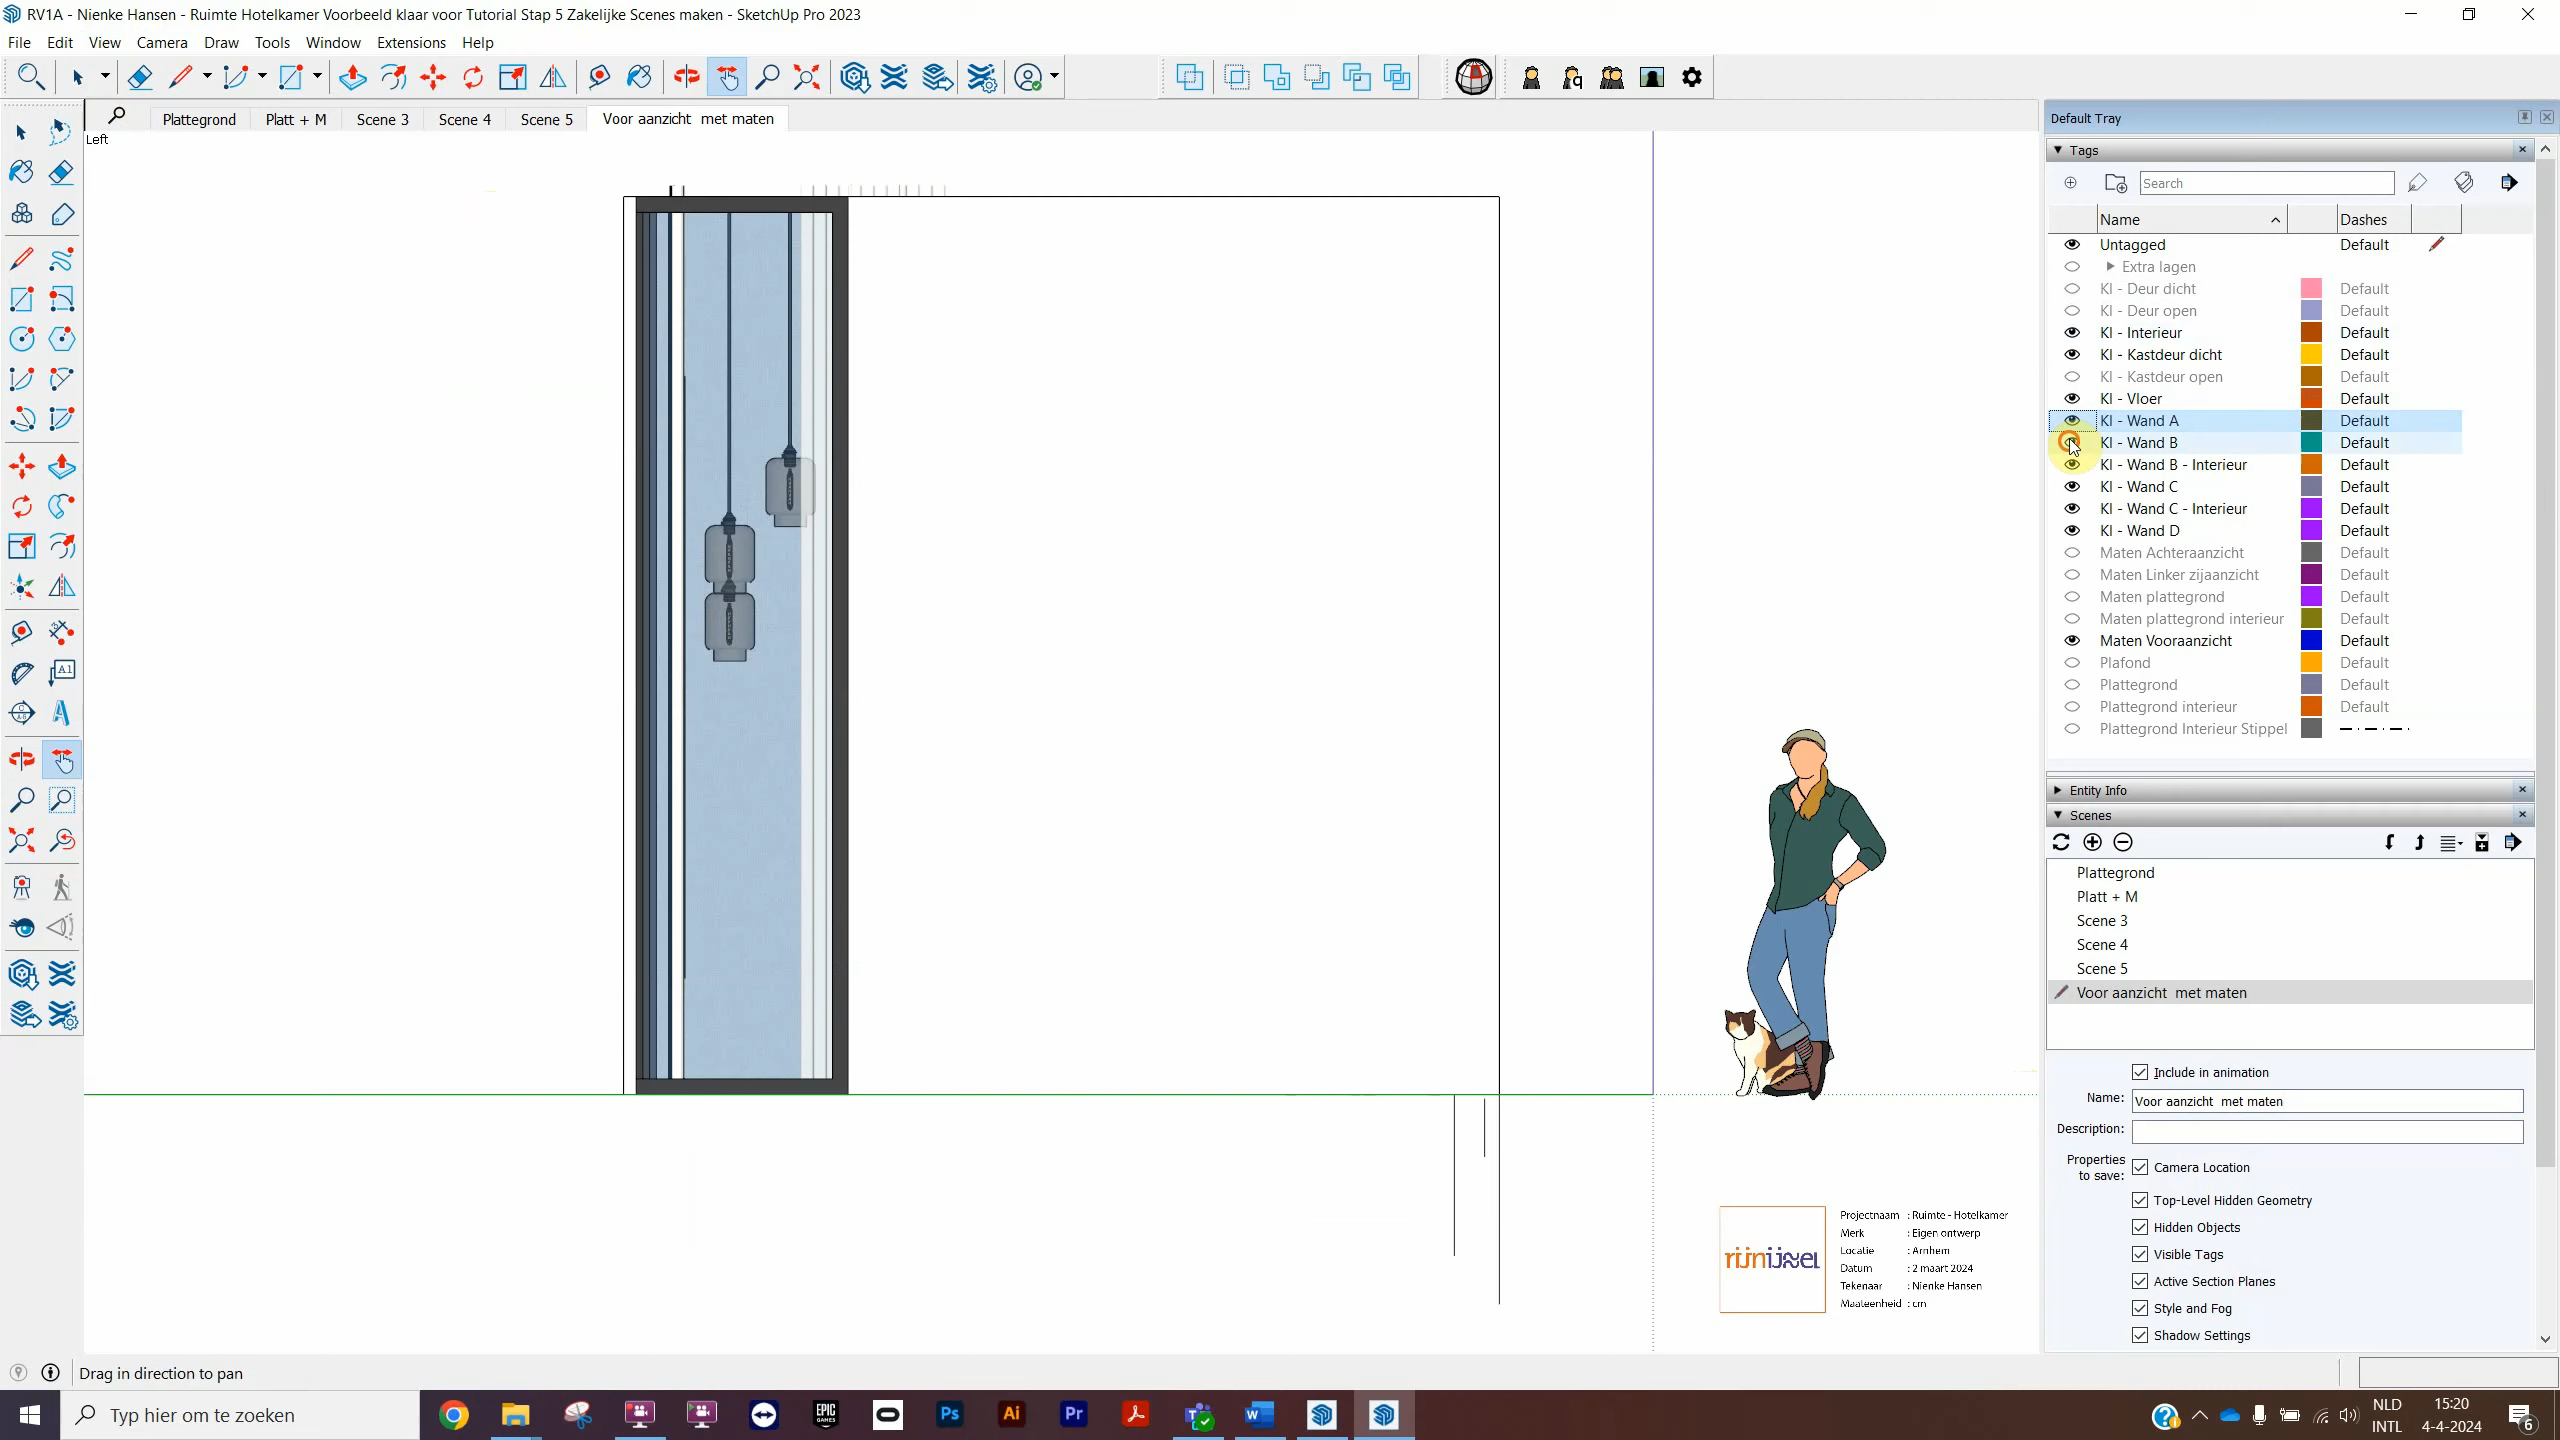 RV1A - Nienke Hansen - Ruimte Hotelkamer Voorbeeld klaar voor Tutorial Stap 5 Zakelijke Scenes maken - SketchUp Pro 2023
File Edit View Camera Draw Tools Window Extensions Help
Plattegrond Platt + M Scene 3 Scene 4 Scene 5 Voor aanzicht  met maten
Left
Default Tray
Tags
Search
Name Dashes
Untagged Default
Extra lagen
KI - Deur dicht Default
KI - Deur open Default
KI - Interieur Default
KI - Kastdeur dicht Default
KI - Kastdeur open Default
KI - Vloer Default
KI - Wand A Default
KI - Wand B Default
KI - Wand B - Interieur Default
KI - Wand C Default
KI - Wand C - Interieur Default
KI - Wand D Default
Maten Achteraanzicht Default
Maten Linker zijaanzicht Default
Maten plattegrond Default
Maten plattegrond interieur Default
Maten Vooraanzicht Default
Plafond Default
Plattegrond Default
Plattegrond interieur Default
Plattegrond Interieur Stippel
Entity Info
Scenes
Plattegrond
Platt + M
Scene 3
Scene 4
Scene 5
Voor aanzicht  met maten
Include in animation
Name: Voor aanzicht  met maten
Description:
Properties to save:
Camera Location
Top-Level Hidden Geometry
Hidden Objects
Visible Tags
Active Section Planes
Style and Fog
Shadow Settings
rijnijssel
Projectnaam : Ruimte - Hotelkamer
Merk : Eigen ontwerp
Locatie : Arnhem
Datum : 2 maart 2024
Tekenaar : Nienke Hansen
Maateenheid : cm
Drag in direction to pan
Typ hier om te zoeken
EPIC GAMES
Ps Ai Pr
NLD
INTL
15:20
4-4-2024
6